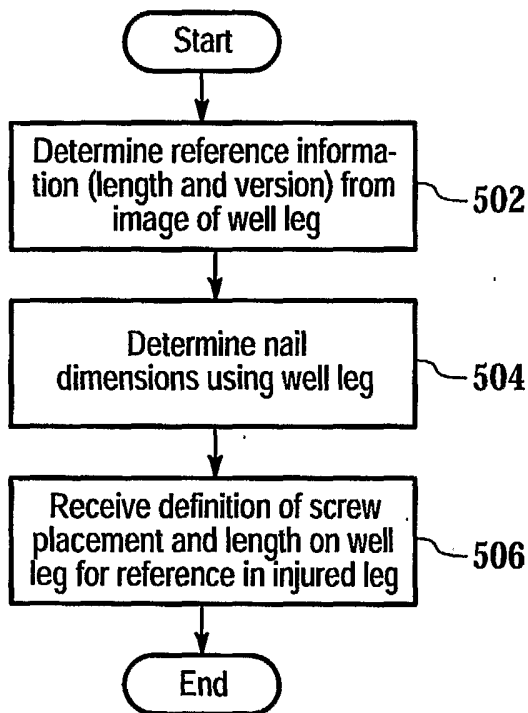 Start
Determine reference informa-
tion (length and version) from
image of well leg
502
Determine nail
dimensions using well leg
504
Receive definition of screw
placement and length on well
leg for reference in injured leg
506
End